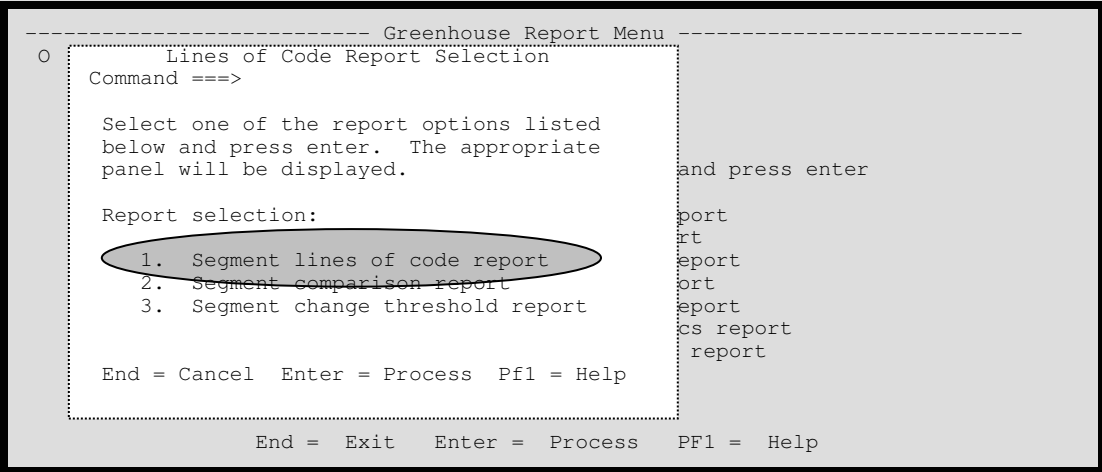 --------------------------- Greenhouse Report Menu ---------------------------
O
Lines of Code Report Selection
Command ===>
Select one of the report options listed
below and press enter. The appropriate
panel will be displayed.
and press enter
Report selection:
port
rt
1. Segment lines of code report
eport
2. Segment comparison report
ort
3. Segment change threshold report
eport
cs report
report
End = Cancel Enter = Process Pf1 = Help
End = Exit Enter = Process PF1 = Help